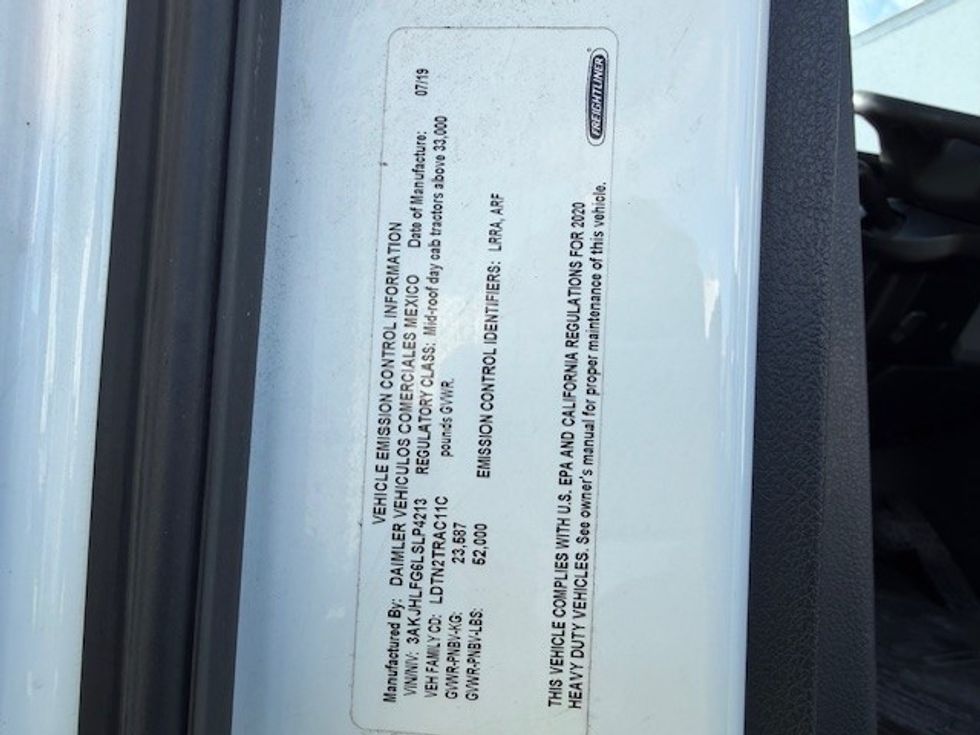 VEHICLE EMISSION CONTROL INFORMATION
Manufactured By: DAIMLER VEHICULOS COMERCIALES MEXICO Date of Manufacture: 07/19
VIN/NIV: 3AKJHLFG6LSLP4213 REGULATORY CLASS: Mid-roof day cab tractors above 33,000
VEH FAMILY CD: LDTN2TRAC11C pounds GVWR.
GVWR-PNBV-KG: 23,587
GVWR-PNBV-LBS: 52,000 EMISSION CONTROL IDENTIFIERS: LRRA, ARF
THIS VEHICLE COMPLIES WITH U.S. EPA AND CALIFORNIA REGULATIONS FOR 2020
HEAVY DUTY VEHICLES. See owner's manual for proper maintenance of this vehicle.
FREIGHTLINER